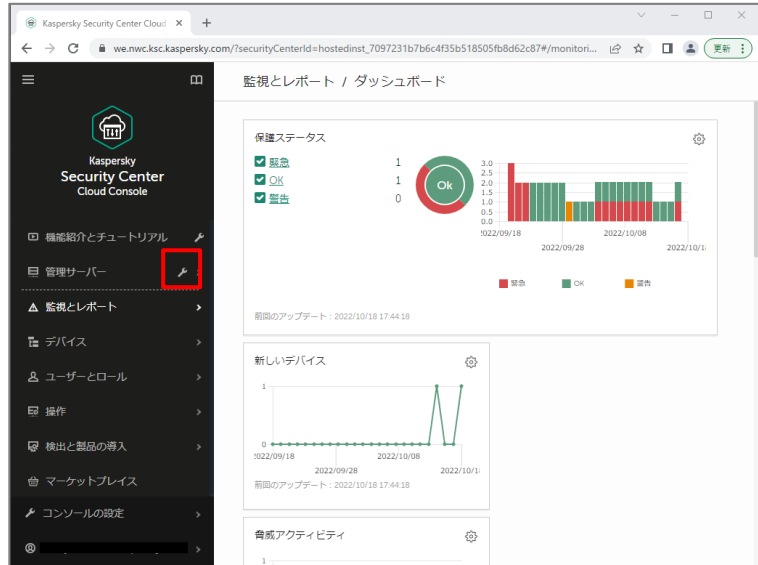 Kaspersky Security Center Cloud
we.nwc.ksc.kaspersky.com/?securityCenterId=hostedinst_7097231b7b6c4f35b518505fb8d62c87#/monitori...
更新
監視とレポート / ダッシュボード
Kaspersky
Security Center
Cloud Console
機能紹介とチュートリアル
管理サーバー
監視とレポート
デバイス
ユーザーとロール
操作
検出と製品の導入
マーケットプレイス
コンソールの設定
保護ステータス
緊急 1
OK 1
警告 0
Ok
3.0
2.5
2.0
1.5
1.0
0.5
0.0
2022/09/18
2022/10/08
2022/09/28
2022/10/1
緊急
OK
警告
前回のアップデート : 2022/10/18 17:44:18
新しいデバイス
1
0
2022/09/18
2022/10/08
2022/09/28
2022/10/1
前回のアップデート : 2022/10/18 17:44:18
脅威アクティビティ
1